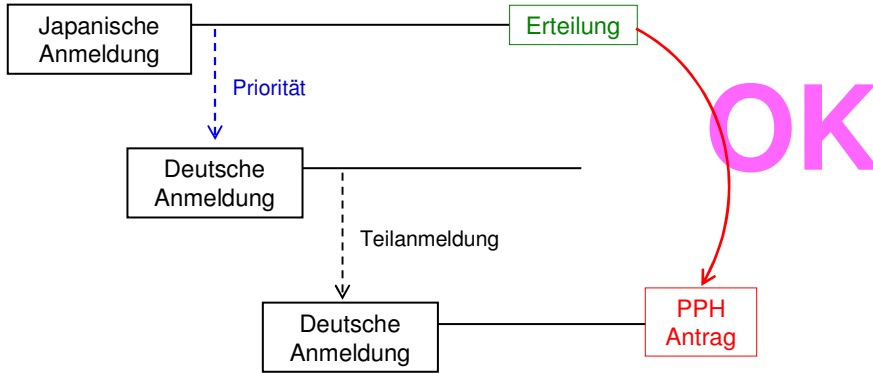 Japanische
Anmeldung
Erteilung
Priorität
OK
Deutsche
Anmeldung
Teilanmeldung
Deutsche
Anmeldung
PPH
Antrag